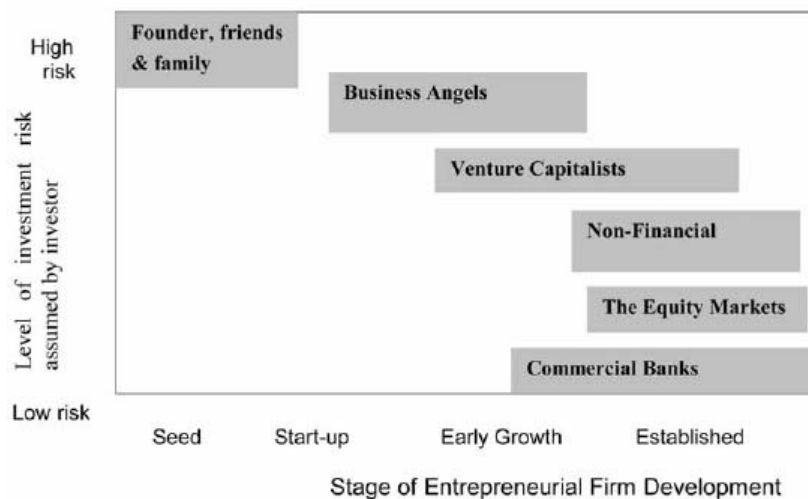 Founder, friends
& family
High
risk
Business Angels
Venture Capitalists
Level of investment risk
assumed by investor
Non-Financial
The Equity Markets
Commercial Banks
Low risk
Seed
Start-up
Early Growth
Established
Stage of Entrepreneurial Firm Development